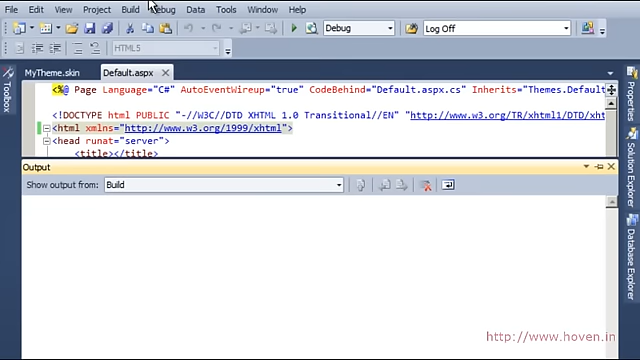 File Edit View Project Build Debug Data Tools Window Help
Debug Log Off
HTML5
MyTheme.skin Default.aspx
Toolbox
<%@ Page Language="C#" AutoEventWireup="true" CodeBehind="Default.aspx.cs" Inherits="Themes.Default
<!DOCTYPE html PUBLIC "-//W3C//DTD XHTML 1.0 Transitional//EN" "http://www.w3.org/TR/xhtml1/DTD/xht
<html xmlns="http://www.w3.org/1999/xhtml">
<head runat="server">
<title></title>
Output
Show output from: Build
Properties
Solution Explorer
Database Explorer
http://www.hoven.in